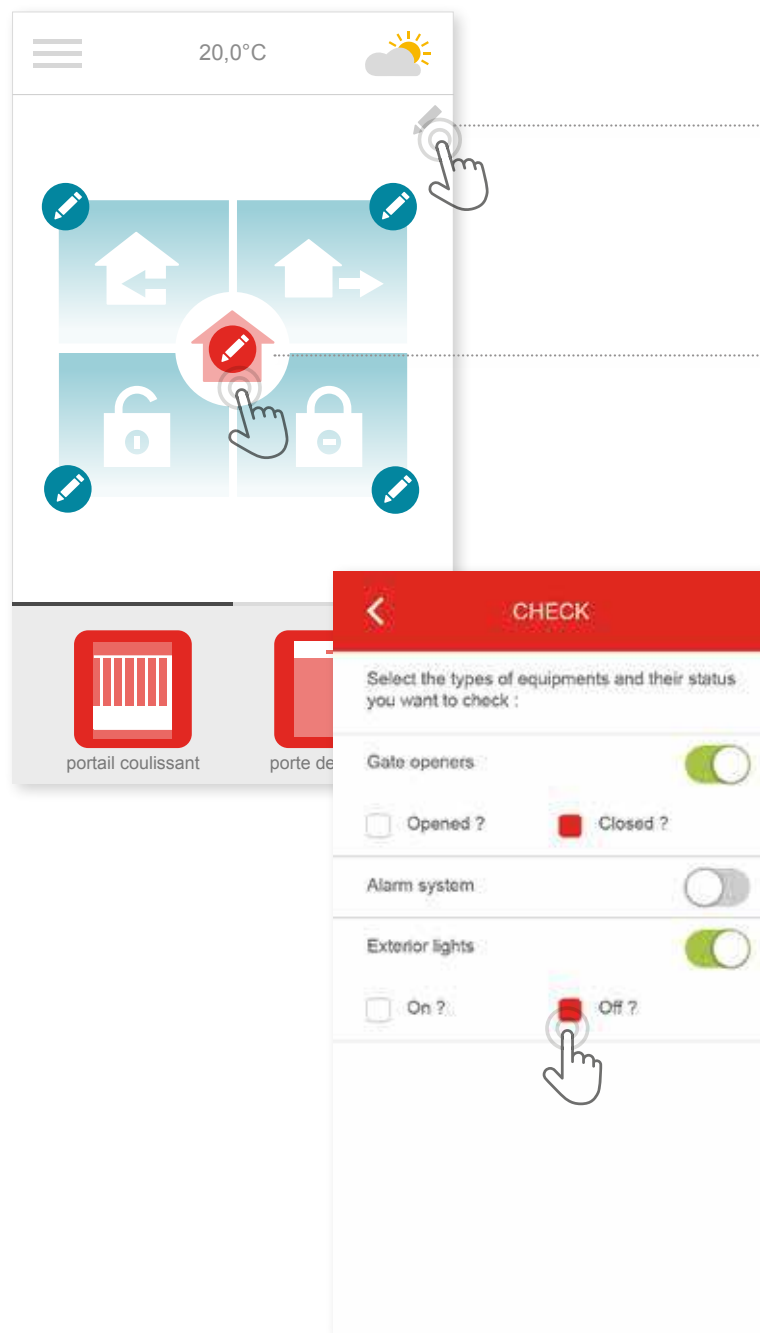 20,0°C
portail coulissant
porte de
CHECK
Select the types of equipments and their status
you want to check :
Gate openers
Opened ?
Closed ?
Alarm system
Exterior lights
On ?
Off ?